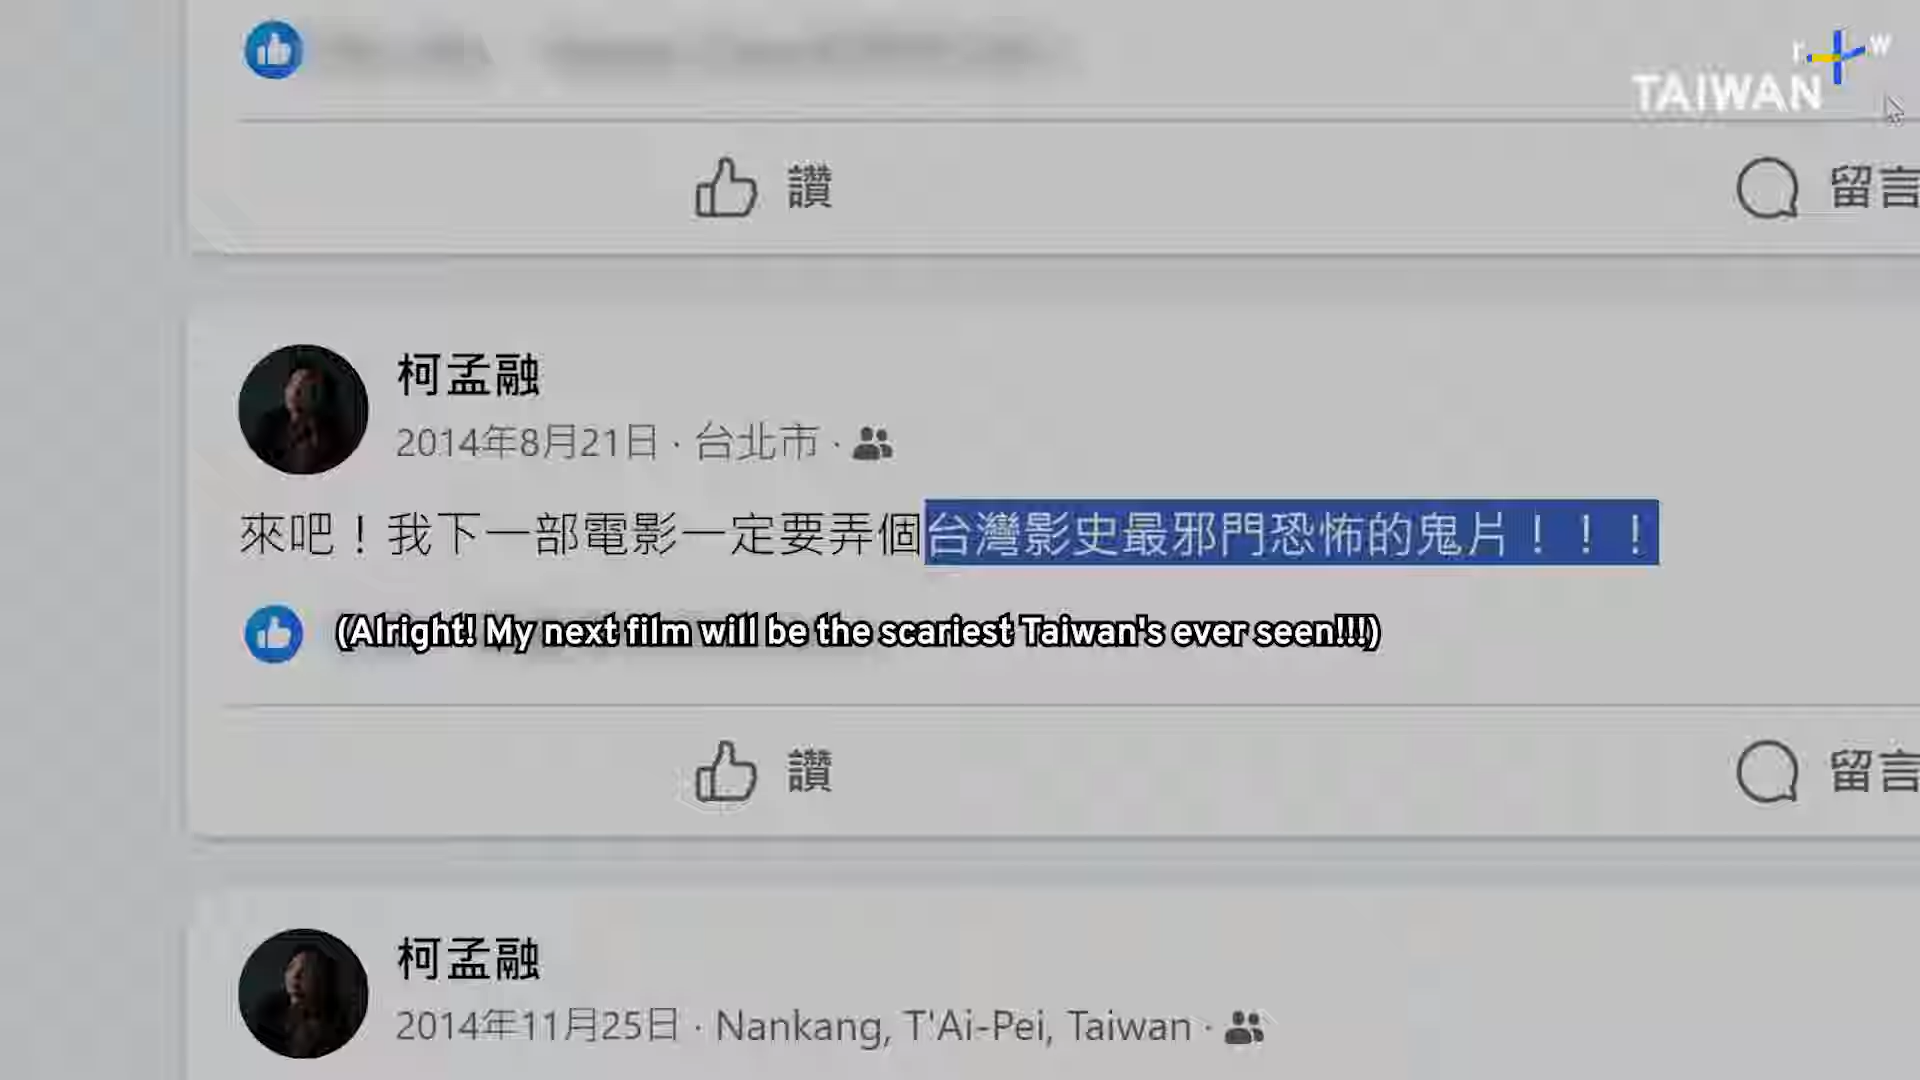 TAIWAN
讚
留言
柯孟融
2014年8月21日 · 台北市 ·
來吧！我下一部電影一定要弄個台灣影史最邪門恐怖的鬼片！！！
(Alright! My next film will be the scariest Taiwan's ever seen!!!)
讚
留言
柯孟融
2014年11月25日 · Nankang, T'Ai-Pei, Taiwan ·